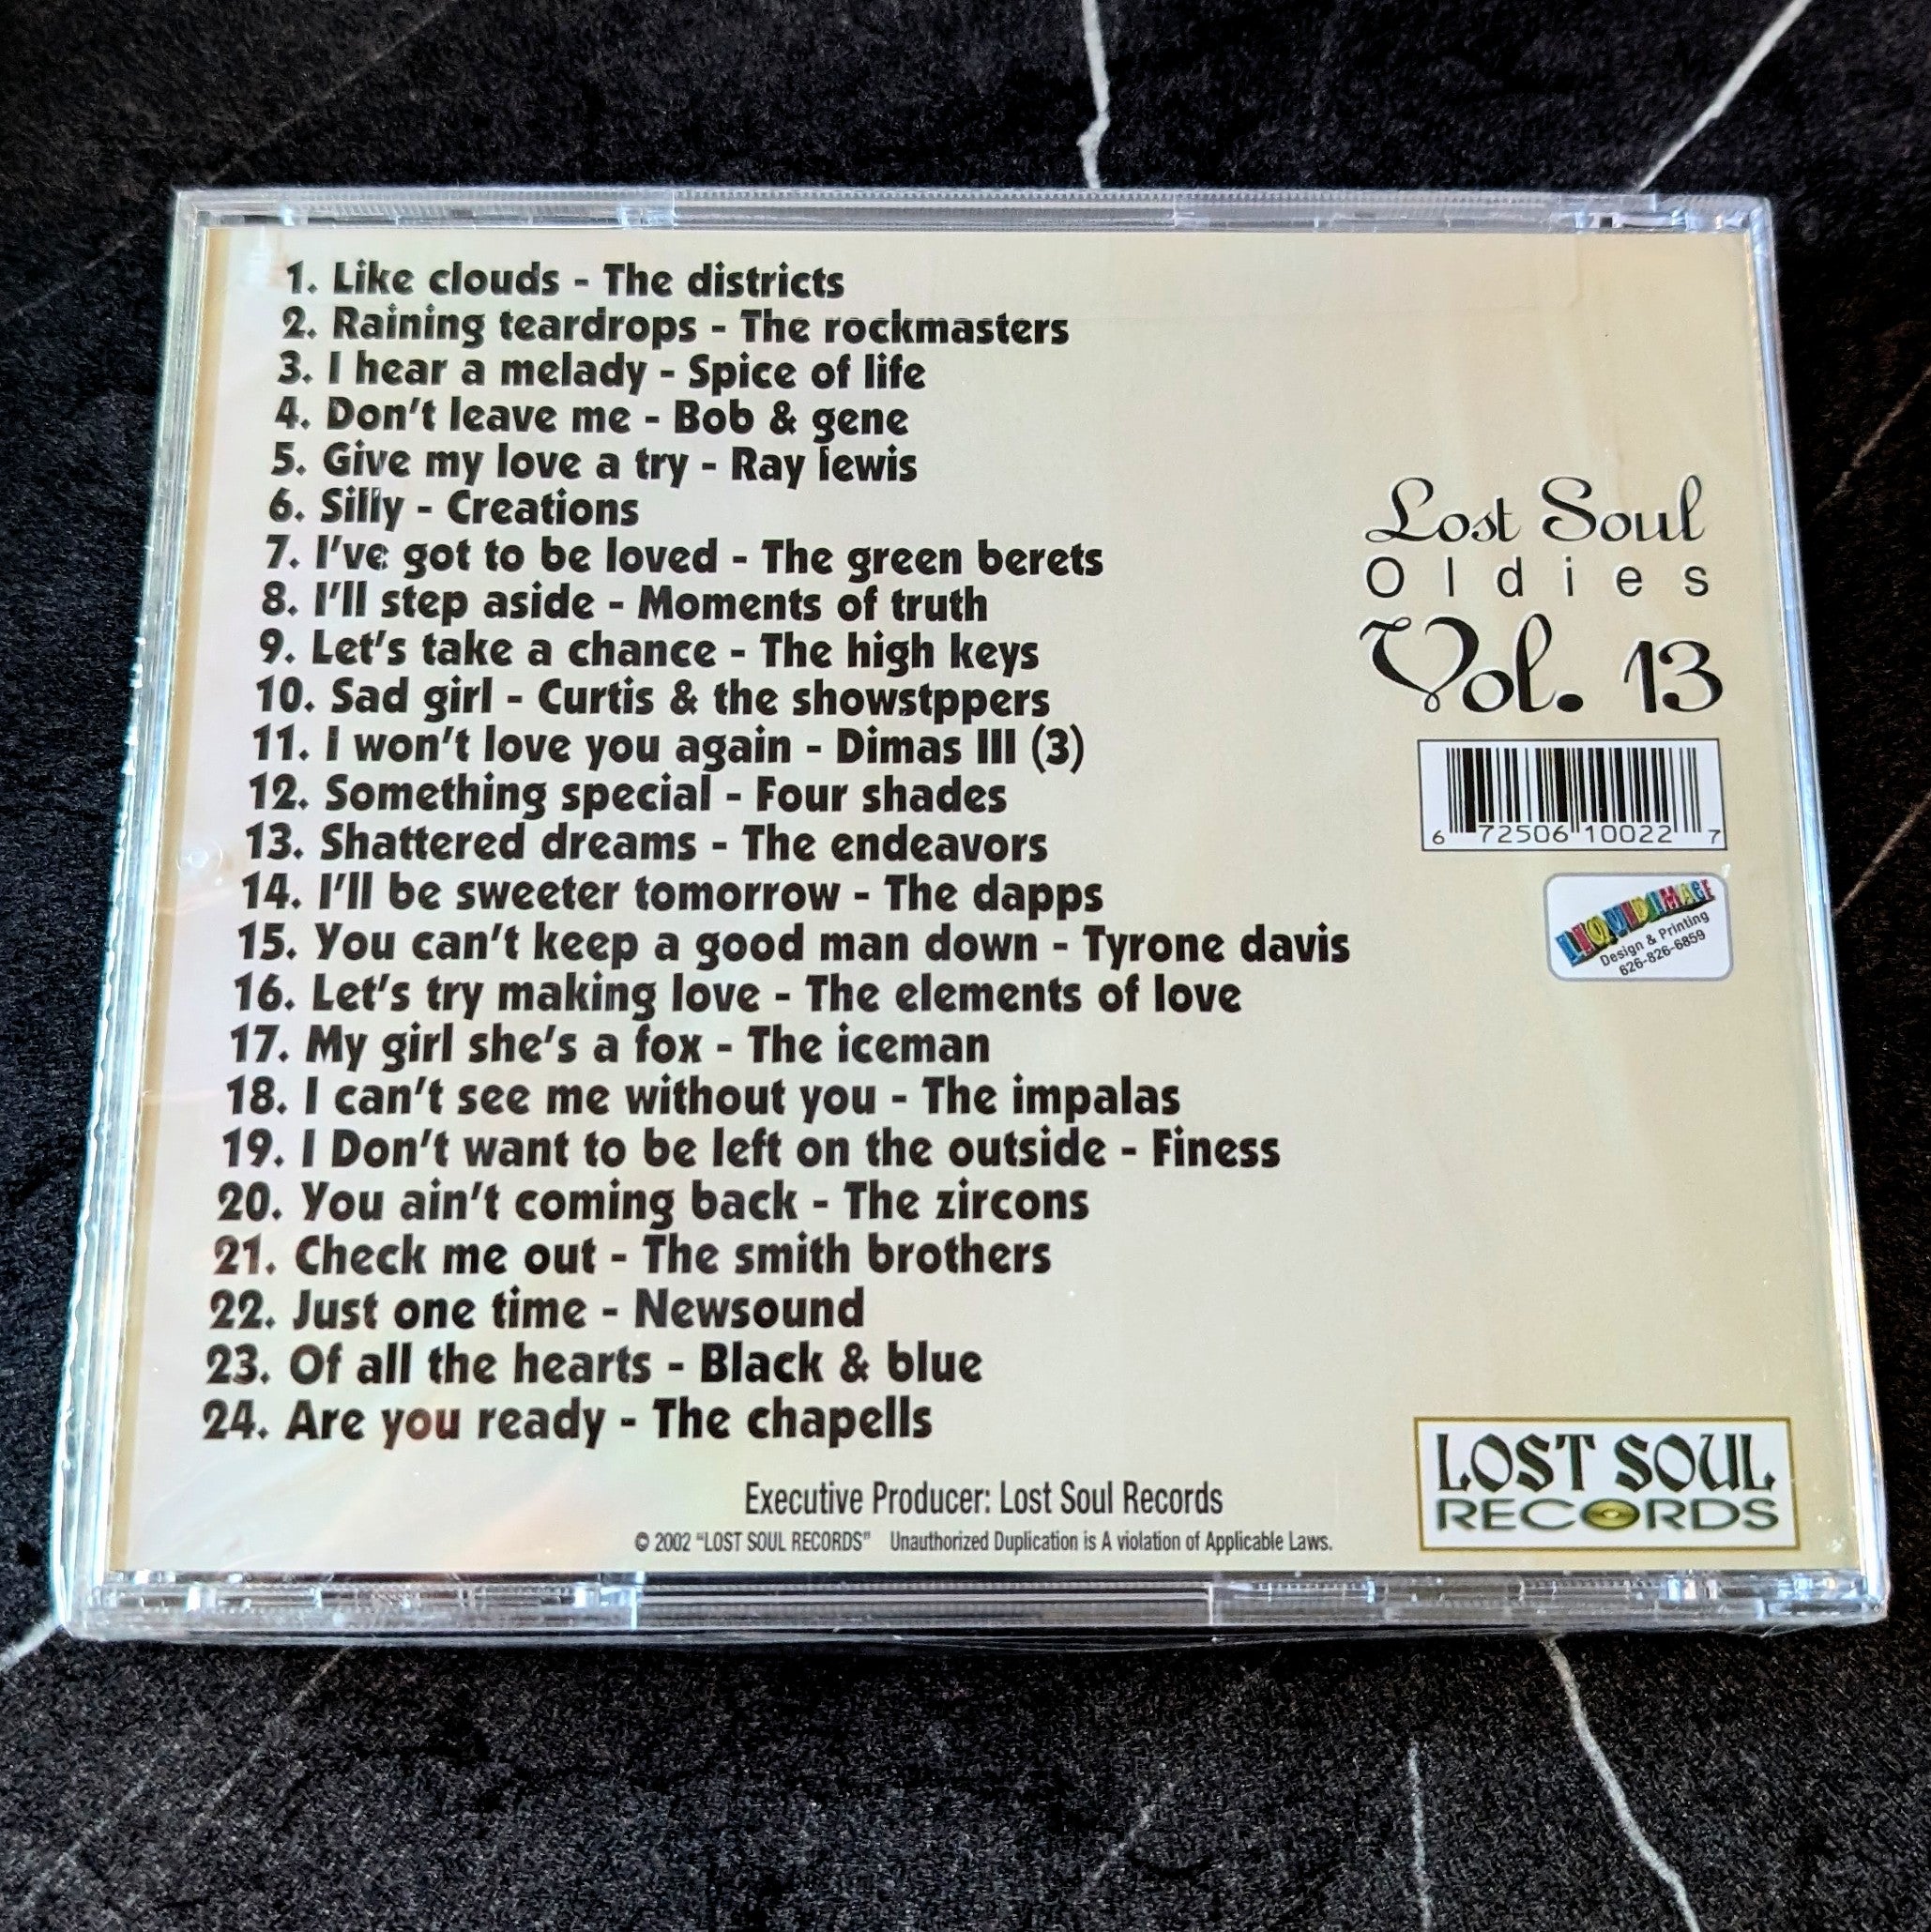 1. Like clouds - The districts
2. Raining teardrops - The rockmasters
3. I hear a melady - Spice of life
4. Don't leave me - Bob & gene
5. Give my love a try - Ray lewis
6. Silly - Creations
7. I've got to be loved - The green berets
8. I'll step aside - Moments of truth
9. Let's take a chance - The high keys
10. Sad girl - Curtis & the showstppers
11. I won't love you again - Dimas III (3)
12. Something special - Four shades
13. Shattered dreams - The endeavors
14. I'll be sweeter tomorrow - The dapps
15. You can't keep a good man down - Tyrone davis
16. Let's try making love - The elements of love
17. My girl she's a fox - The iceman
18. I can't see me without you - The impalas
19. I Don't want to be left on the outside - Finess
20. You ain't coming back - The zircons
21. Check me out - The smith brothers
22. Just one time - Newsound
23. Of all the hearts - Black & blue
24. Are you ready - The chapells
Lost Soul
Oldies
Vol. 13
6 72506 10022 7
LIQUIDIMAGE
Design & Printing
626-826-6859
Executive Producer: Lost Soul Records
© 2002 "LOST SOUL RECORDS" Unauthorized Duplication is A violation of Applicable Laws.
LOST SOUL
RECORDS